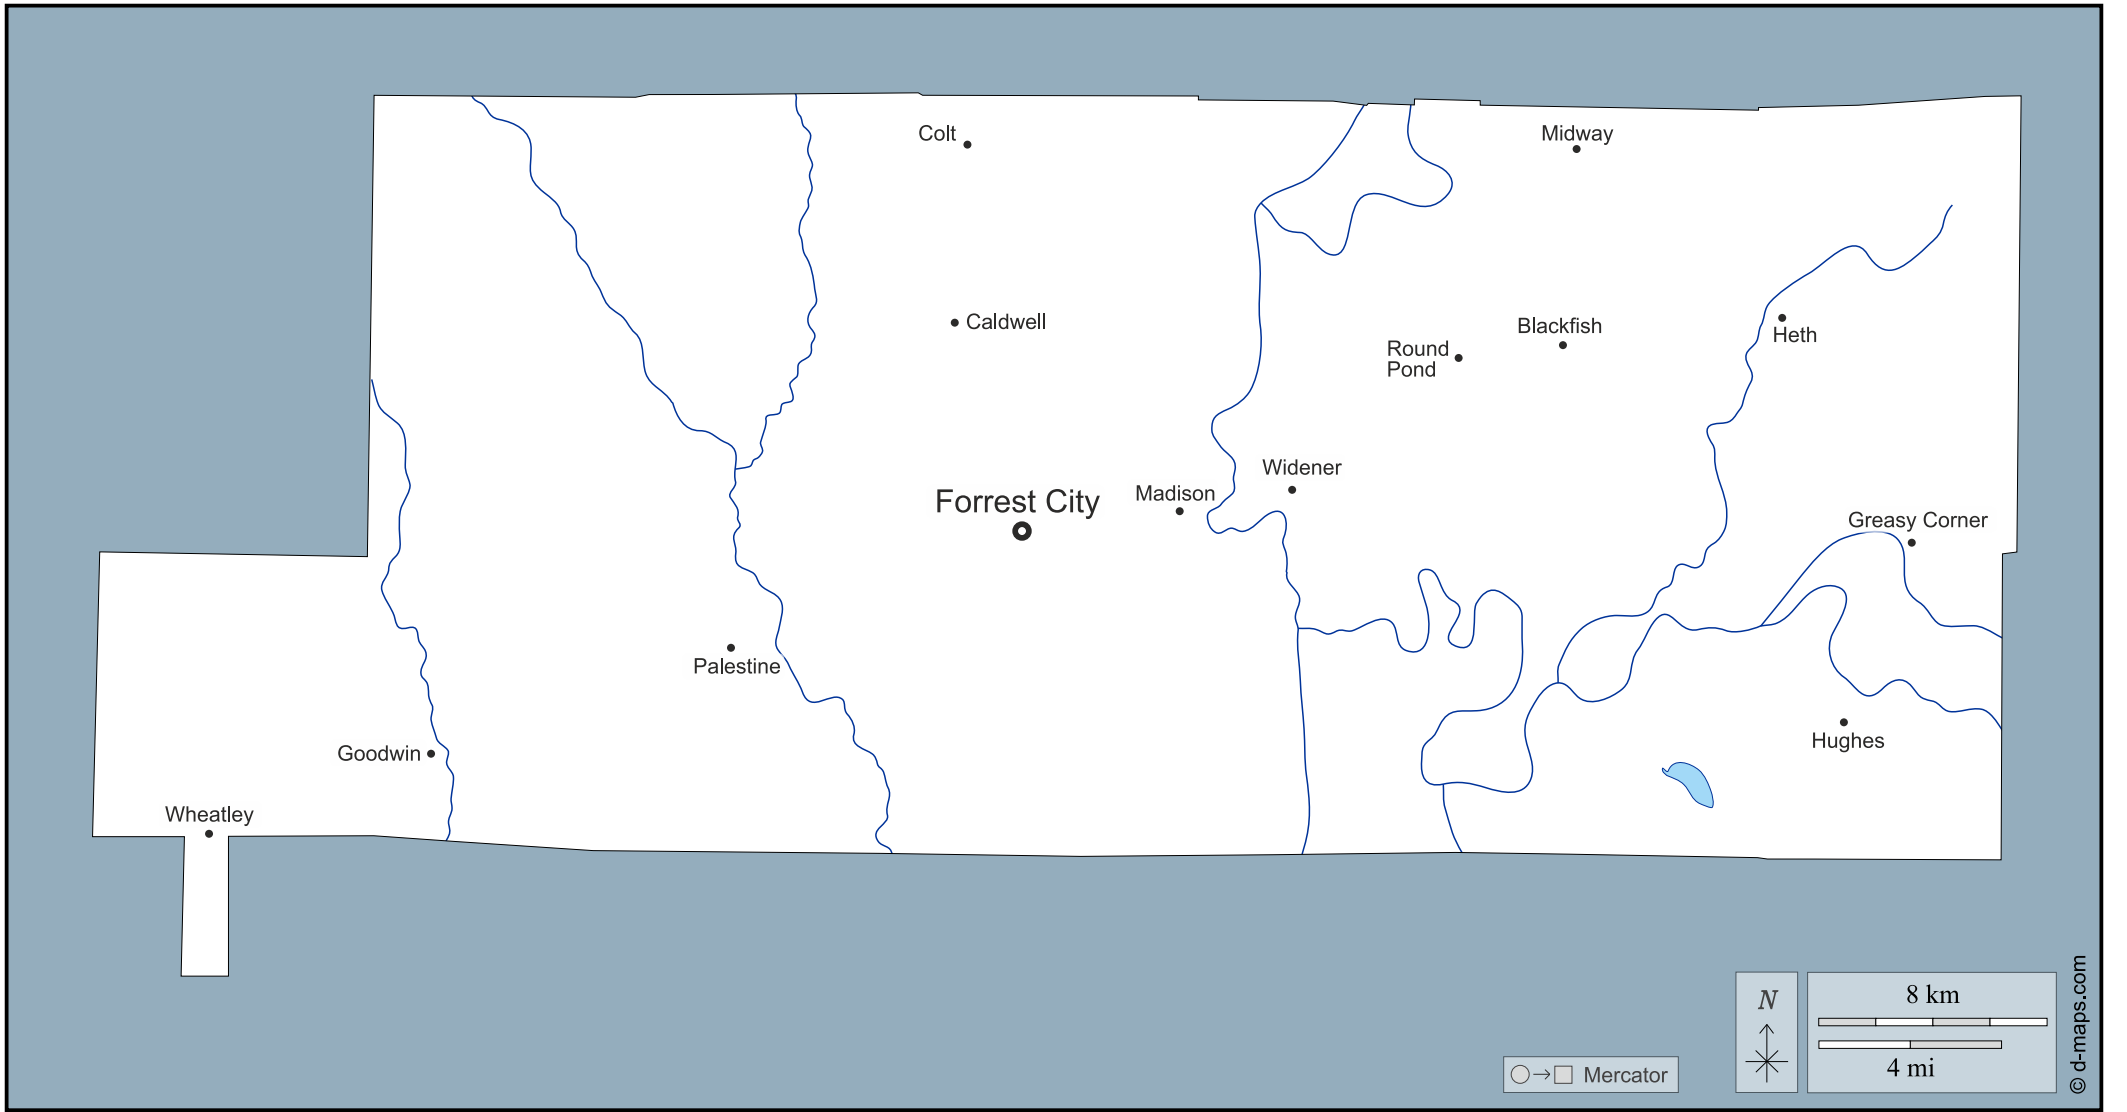 Colt
Midway
Caldwell
Blackfish
Heth
Round
Pond
Widener
Madison
Forrest City
Greasy Corner
Palestine
Hughes
Goodwin
Wheatley
N
8 km
4 mi
Mercator
© d-maps.com